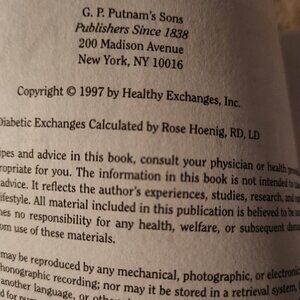 G. P. Putnam's Sons
Publishers Since 1838
200 Madison Avenue
New York, NY 10016
Copyright © 1997 by Healthy Exchanges, Inc.
Diabetic Exchanges Calculated by Rose Hoenig, RD, LD
ipes and advice in this book, consult your physician or health
opriate for you. The information in this book is not intended to
advice. It reflects the author's experiences, studies, research, and
lifestyle. All material included in this publication is believed to be
no responsibility for any health, welfare, or subsequent
om use of these materials.
may be reproduced by any mechanical, photographic, or electronic
honographic recording; nor may it be stored in a retrieval system,
another language, or